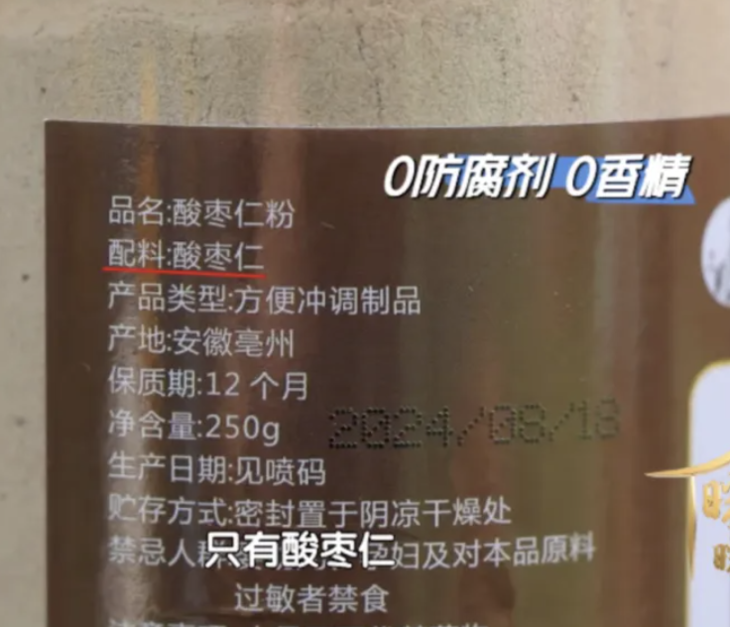 0防腐剂 0香精
品名:酸枣仁粉
配料:酸枣仁
产品类型:方便冲调制品
产地:安徽亳州
保质期:12个月
净含量:250g
2024/08/18
生产日期:见喷码
贮存方式:密封置于阴凉干燥处
禁忌人群 孕妇及对本品原料
只有酸枣仁
过敏者禁食